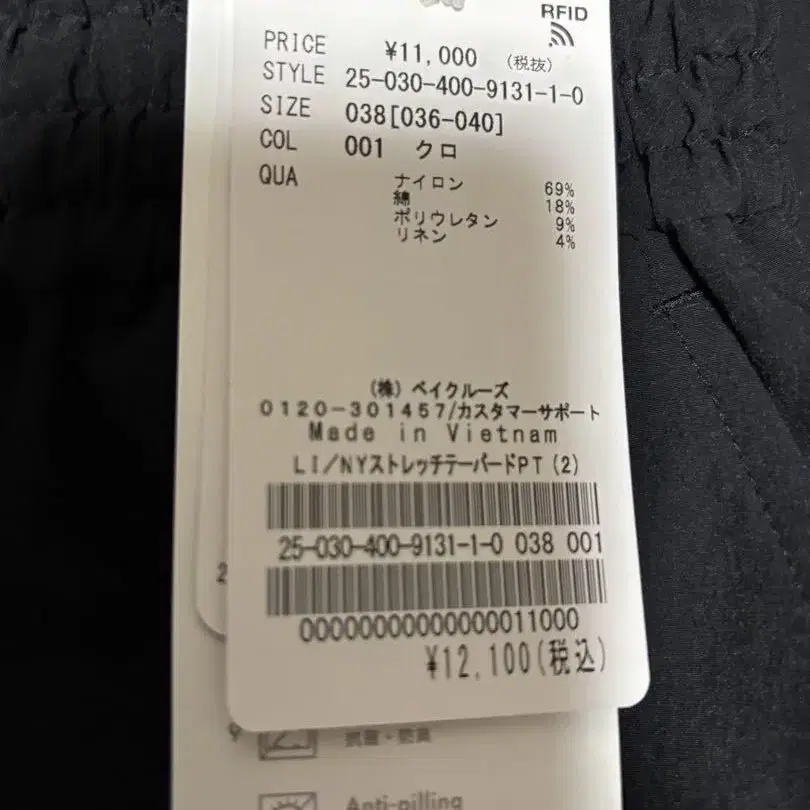 RFID
PRICE ¥11,000 (税抜)
STYLE 25-030-400-9131-1-0
SIZE 038[036-040]
COL 001 クロ
QUA ナイロン 69%
綿 18%
ポリウレタン 9%
リネン 4%
(株) ベイクルーズ
0120-301457/カスタマーサポート
Made in Vietnam
LI/NYストレッチテーパードPT(2)
25-030-400-9131-1-0 038 001
00000000000000011000
¥12,100(税込)
Anti-pilling